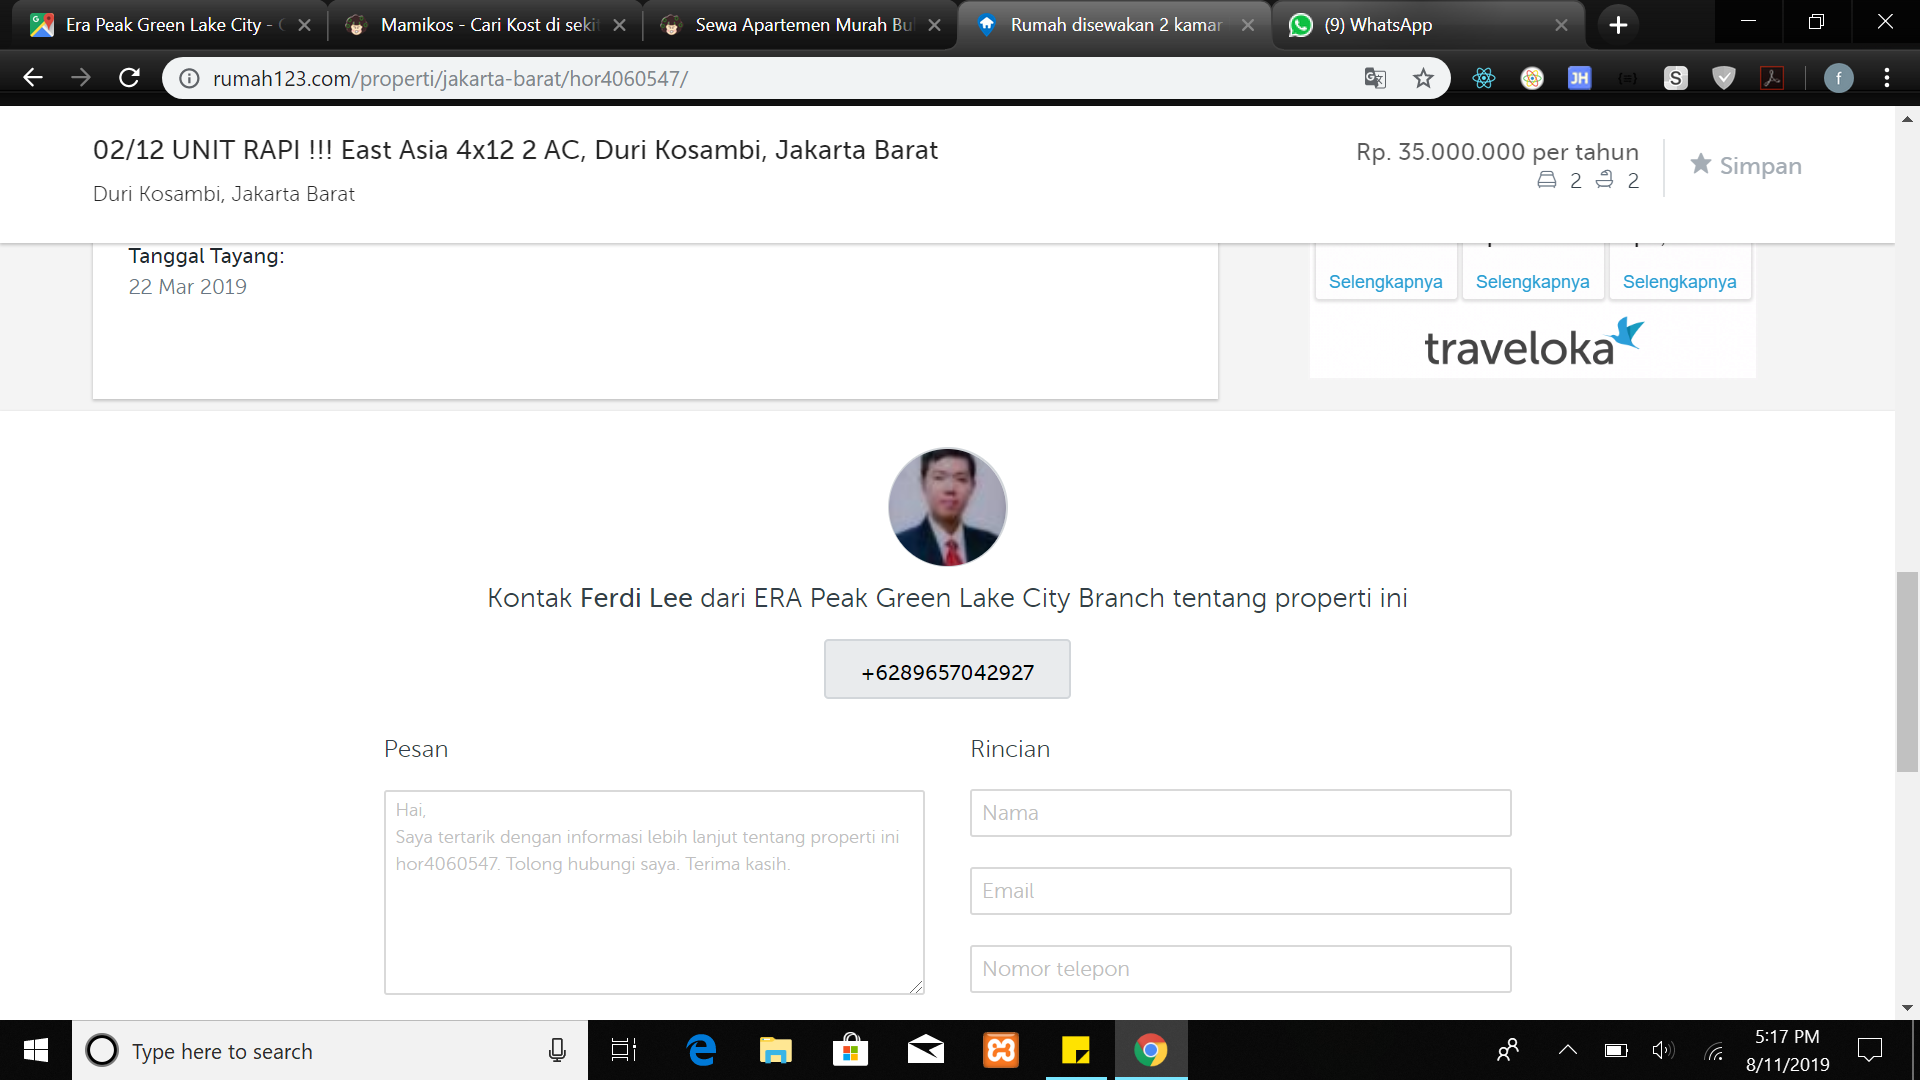 Era Peak Green Lake City -
Mamikos - Cari Kost di seki
Sewa Apartemen Murah Bul
Rumah disewakan 2 kamar
(9) WhatsApp
rumah123.com/properti/jakarta-barat/hor4060547/
JH
S
f
02/12 UNIT RAPI !!! East Asia 4x12 2 AC, Duri Kosambi, Jakarta Barat
Duri Kosambi, Jakarta Barat
Rp. 35.000.000 per tahun
2 2
Simpan
Tanggal Tayang:
22 Mar 2019
Selengkapnya Selengkapnya Selengkapnya
traveloka
Kontak Ferdi Lee dari ERA Peak Green Lake City Branch tentang properti ini
+6289657042927
Pesan
Hai,
Saya tertarik dengan informasi lebih lanjut tentang properti ini
hor4060547. Tolong hubungi saya. Terima kasih.
Rincian
Nama
Email
Nomor telepon
Type here to search
5:17 PM
8/11/2019